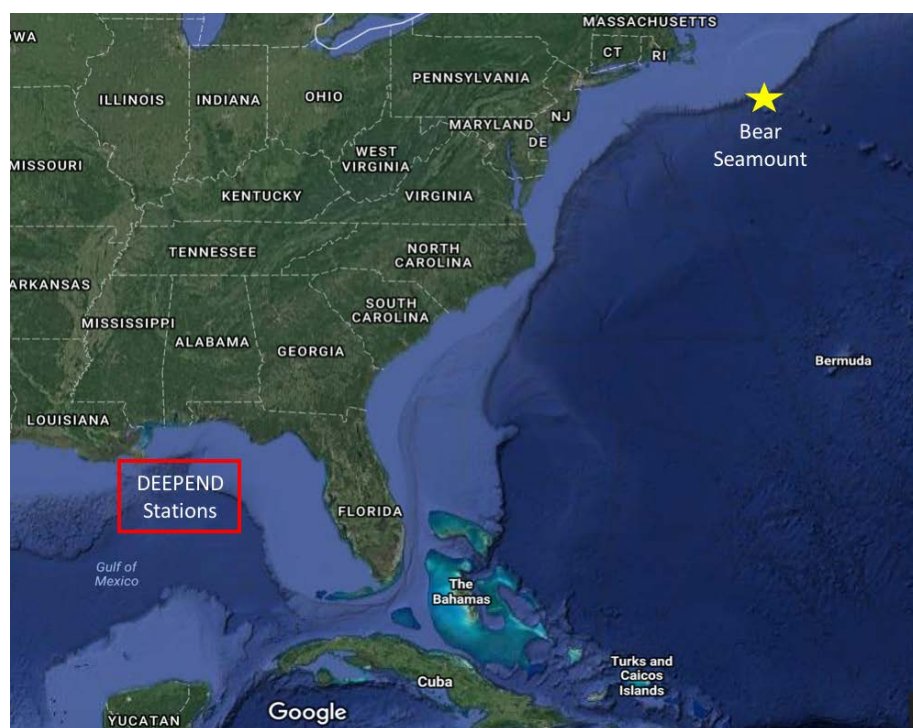 MASSACHUSETTS
OWA
CT
RI
PENNSYLVANIA
ILLINOIS
INDIANA
OHIO
NJ
MARYLAND
DE
Bear
Seamount
WEST
VIRGINIA
MISSOURI
KENTUCKY
VIRGINIA
TENNESSEE
NORTH
CAROLINA
ARKANSAS
SOUTH
CAROLINA
MISSISSIPPI
ALABAMA
GEORGIA
Bermuda
LOUISIANA
DEEPEND
Stations
FLORIDA
Gulf of
Mexico
The
Bahamas
Turks and
Caicos
Islands
Cuba
Google
YUCATAN